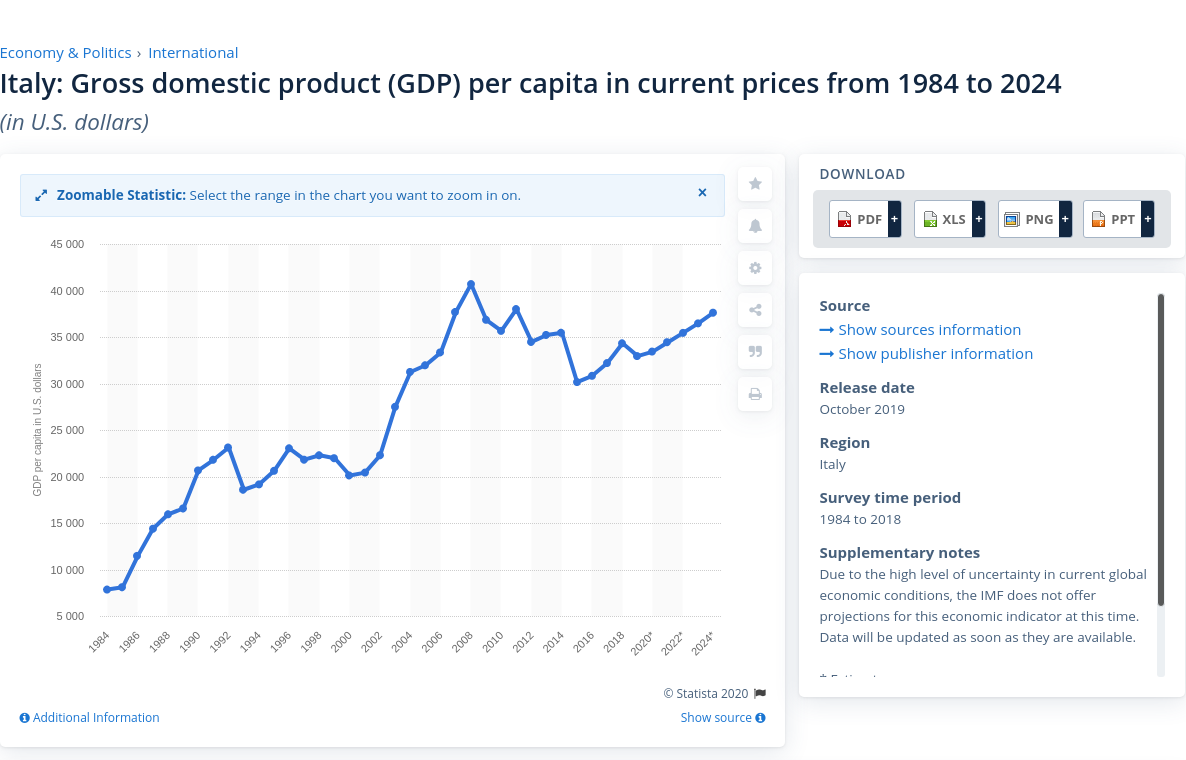 Economy & Politics › International
Italy: Gross domestic product (GDP) per capita in current prices from 1984 to 2024
(in U.S. dollars)
Zoomable Statistic: Select the range in the chart you want to zoom in on. ×
45 000
40 000
35 000
30 000
25 000
20 000
15 000
10 000
5 000
GDP per capita in U.S. dollars
1984 1986 1988 1990 1992 1994 1996 1998 2000 2002 2004 2006 2008 2010 2012 2014 2016 2018 2020* 2022* 2024*
© Statista 2020
Additional Information
Show source
DOWNLOAD
PDF + XLS + PNG + PPT +
Source
Show sources information
Show publisher information
Release date
October 2019
Region
Italy
Survey time period
1984 to 2018
Supplementary notes
Due to the high level of uncertainty in current global
economic conditions, the IMF does not offer
projections for this economic indicator at this time.
Data will be updated as soon as they are available.